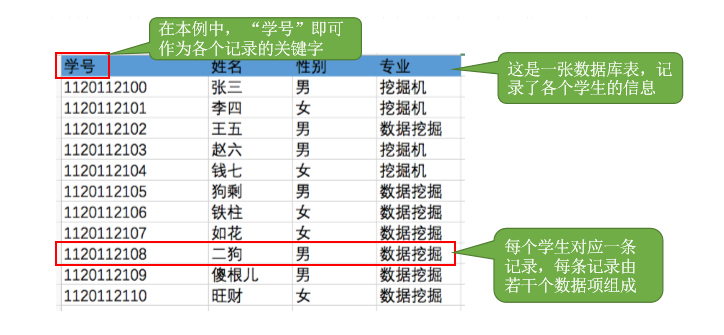 在本例中，“学号”即可
作为各个记录的关键字
学号 姓名 性别 专业
1120112100 张三 男 挖掘机
1120112101 李四 女 挖掘机
1120112102 王五 男 数据挖掘
1120112103 赵六 男 挖掘机
1120112104 钱七 女 挖掘机
1120112105 狗剩 男 数据挖掘
1120112106 铁柱 女 数据挖掘
1120112107 如花 女 数据挖掘
1120112108 二狗 男 数据挖掘
1120112109 傻根儿 男 数据挖掘
1120112110 旺财 女 数据挖掘
这是一张数据库表，记
录了各个学生的信息
每个学生对应一条
记录，每条记录由
若干个数据项组成